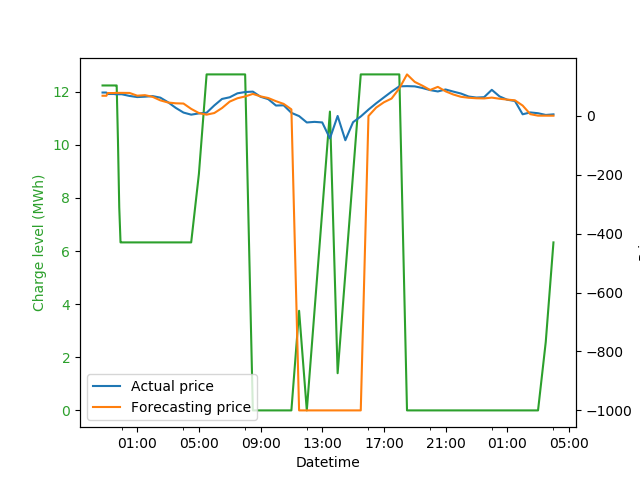 12
10
8
6
4
2
0
Charge level (MWh)
0
−200
−400
−600
−800
−1000
Actual price
Forecasting price
01:00 05:00 09:00 13:00 17:00 21:00 01:00 05:00
Datetime